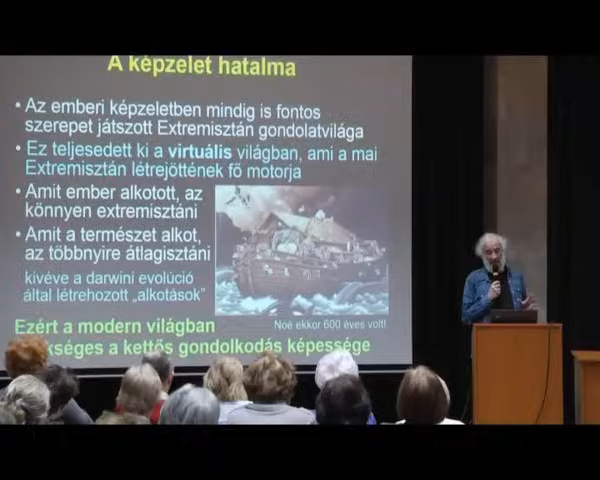 A képzelet hatalma
• Az emberi képzeletben mindig is fontos
szerepet játszott Extremisztán gondolatvilága
• Ez teljesedett ki a virtuális világban, ami a mai
Extremisztán létrejöttének fő motorja
• Amit ember alkotott, az
könnyen extremisztáni
• Amit a természet alkot,
az többnyire átlagisztáni
kivéve a darwini evolúció
által létrehozott „alkotások”
Noé ekkor 600 éves volt!
Ezért a modern világban
kséges a kettős gondolkodás képessége